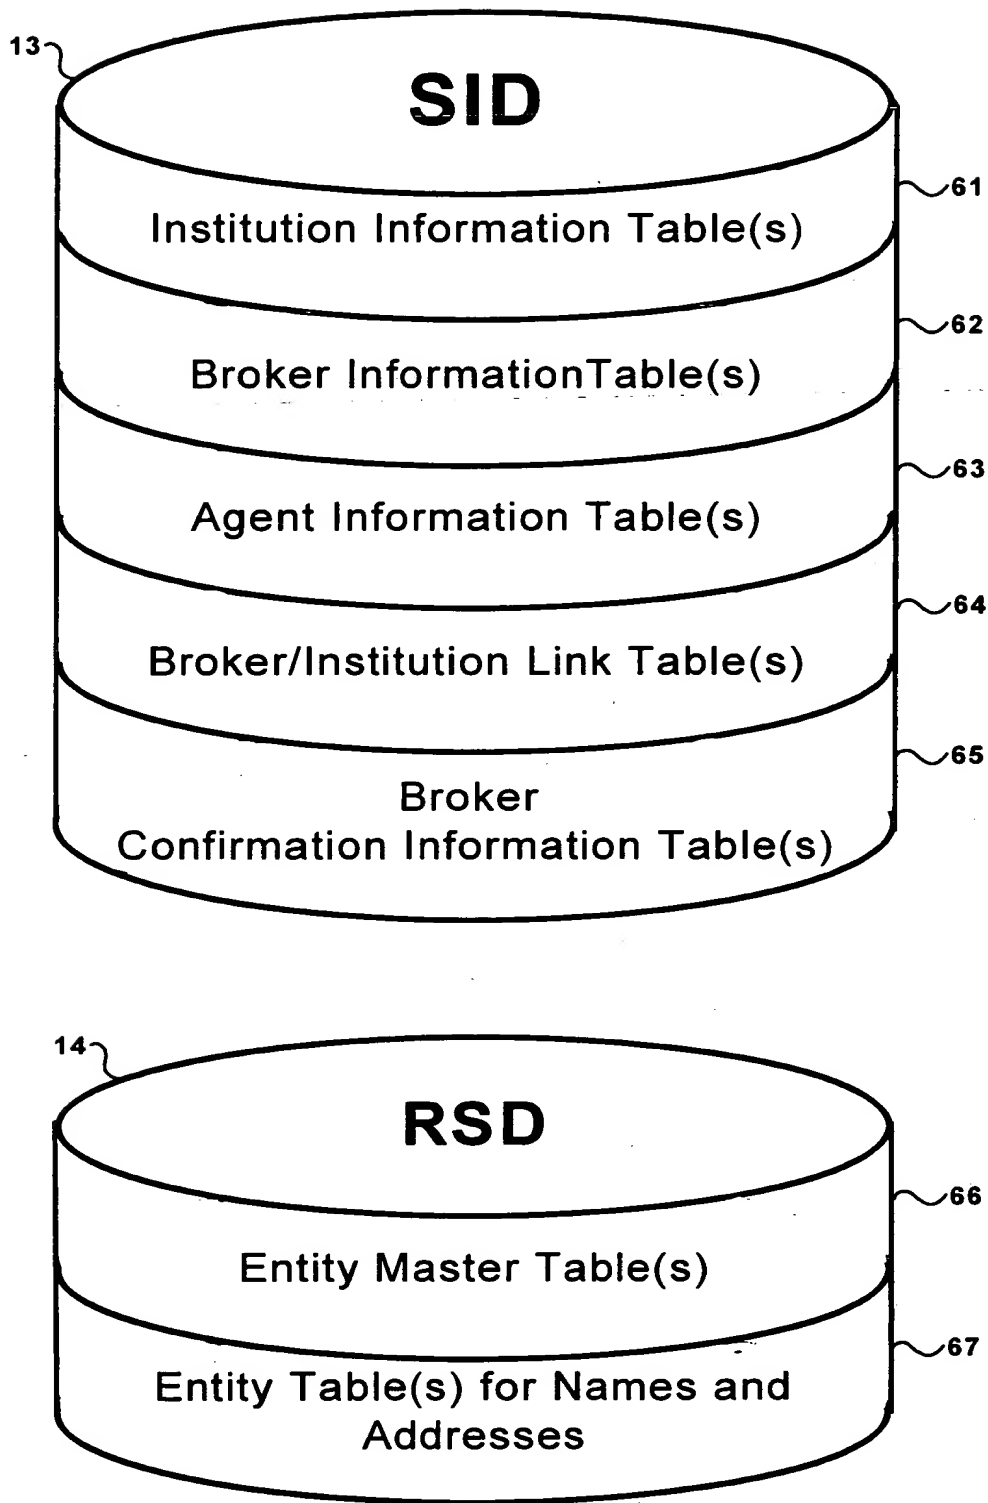 13
SID
61
Institution Information Table(s)
62
Broker InformationTable(s)
63
Agent Information Table(s)
64
Broker/Institution Link Table(s)
65
Broker
Confirmation Information Table(s)
14
RSD
66
Entity Master Table(s)
67
Entity Table(s) for Names and
Addresses